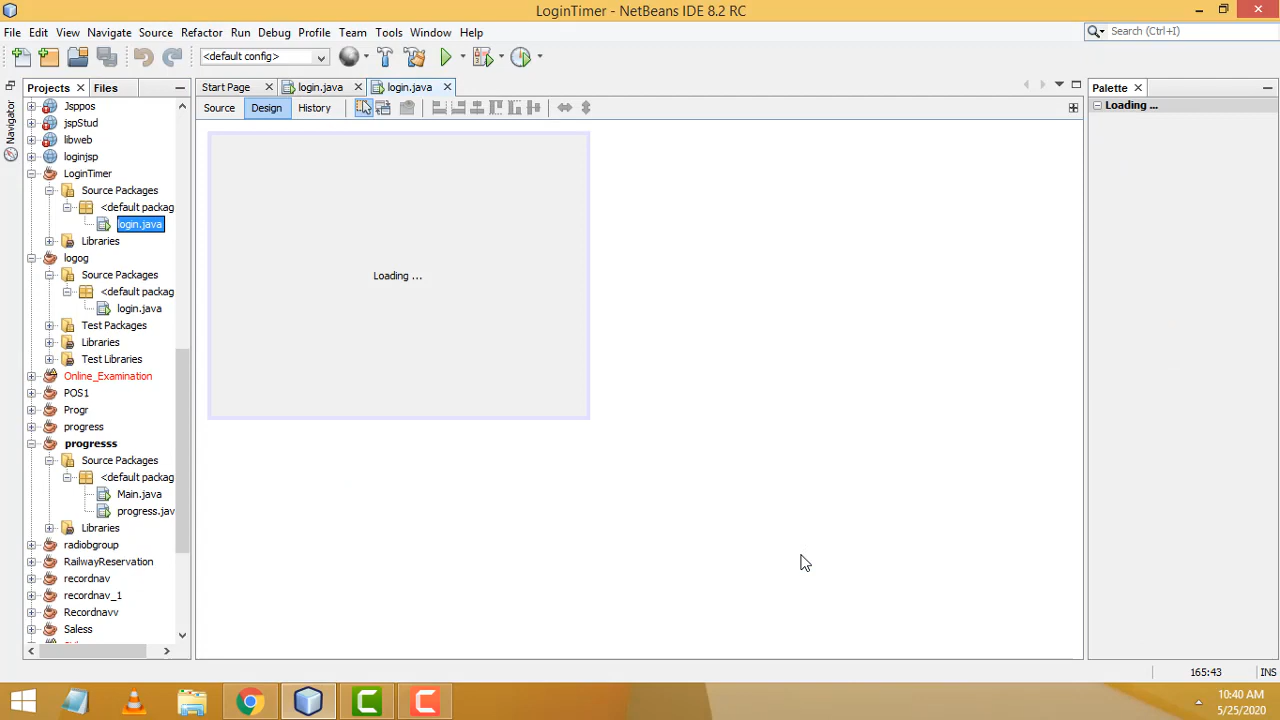 LoginTimer - NetBeans IDE 8.2 RC
File Edit View Navigate Source Refactor Run Debug Profile Team Tools Window Help
Search (Ctrl+I)
<default config>
Projects Files
Start Page login.java login.java
Palette
Source Design History
Loading ...
Navigator
Jsppos
jspStud
libweb
loginjsp
LoginTimer
Source Packages
<default packag
login.java
Libraries
logog
Source Packages
<default packag
login.java
Test Packages
Libraries
Test Libraries
Online_Examination
POS1
Progr
progress
progresss
Source Packages
<default packag
Main.java
progress.jav
Libraries
radiobgroup
RailwayReservation
recordnav
recordnav_1
Recordnavv
Saless
Loading ...
165:43 INS
10:40 AM
5/25/2020